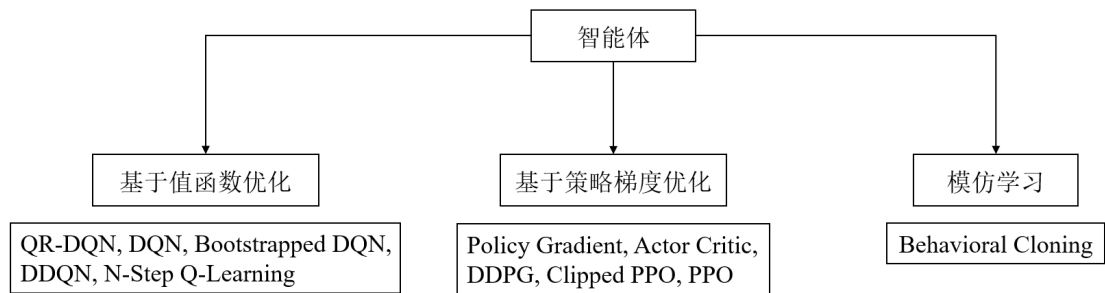 智能体
基于值函数优化
基于策略梯度优化
模仿学习
QR-DQN, DQN, Bootstrapped DQN,
DDQN, N-Step Q-Learning
Policy Gradient, Actor Critic,
DDPG, Clipped PPO, PPO
Behavioral Cloning